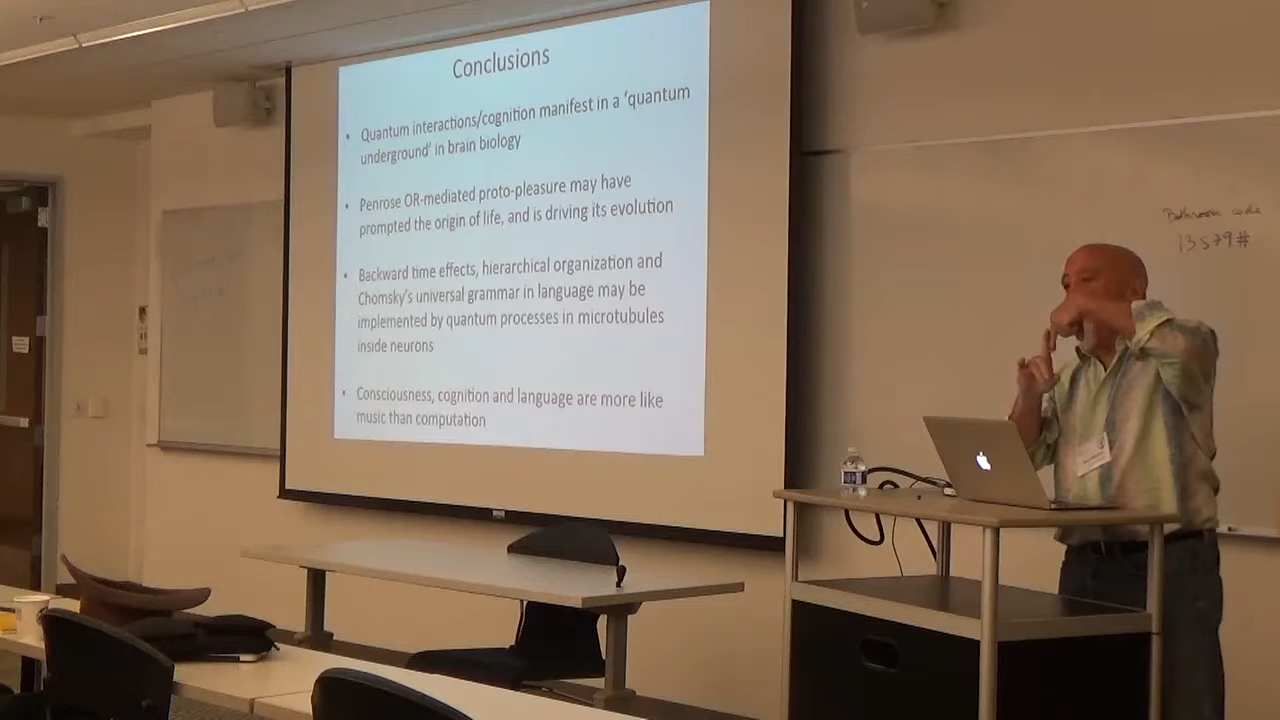 Conclusions
• Quantum interactions/cognition manifest in a ‘quantum
underground’ in brain biology
• Penrose OR-mediated proto-pleasure may have
prompted the origin of life, and is driving its evolution
• Backward time effects, hierarchical organization and
Chomsky’s universal grammar in language may be
implemented by quantum processes in microtubules
inside neurons
• Consciousness, cognition and language are more like
music than computation
Bathroom code
13579#